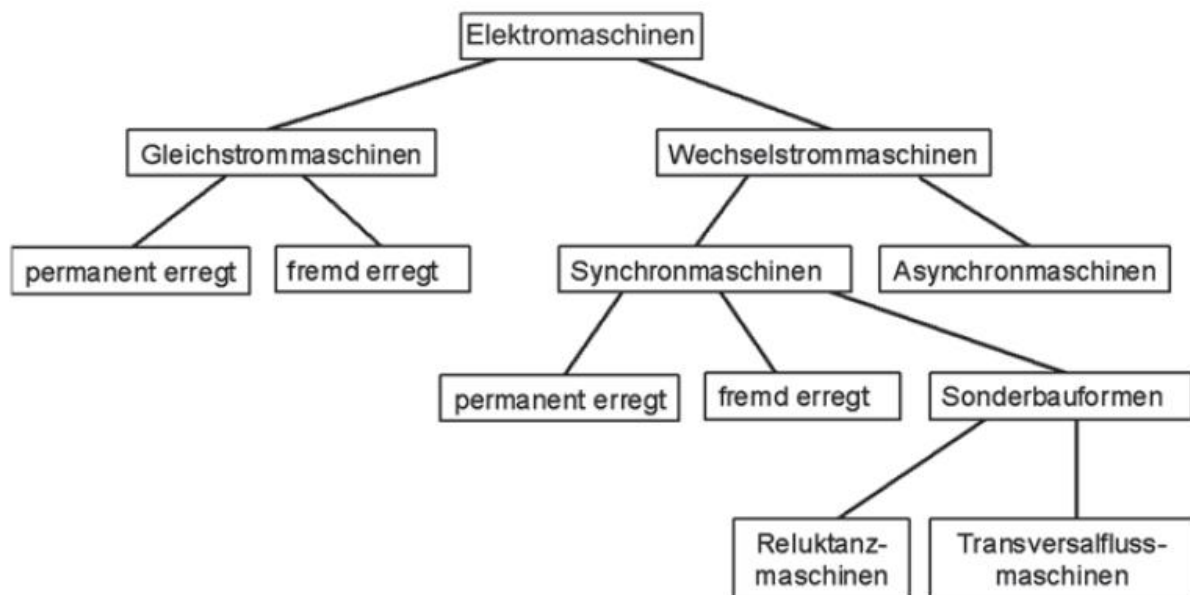 Elektromaschinen
Gleichstrommaschinen
Wechselstrommaschinen
permanent erregt
fremd erregt
Synchronmaschinen
Asynchronmaschinen
permanent erregt
fremd erregt
Sonderbauformen
Reluktanz-
maschinen
Transversalfluss-
maschinen